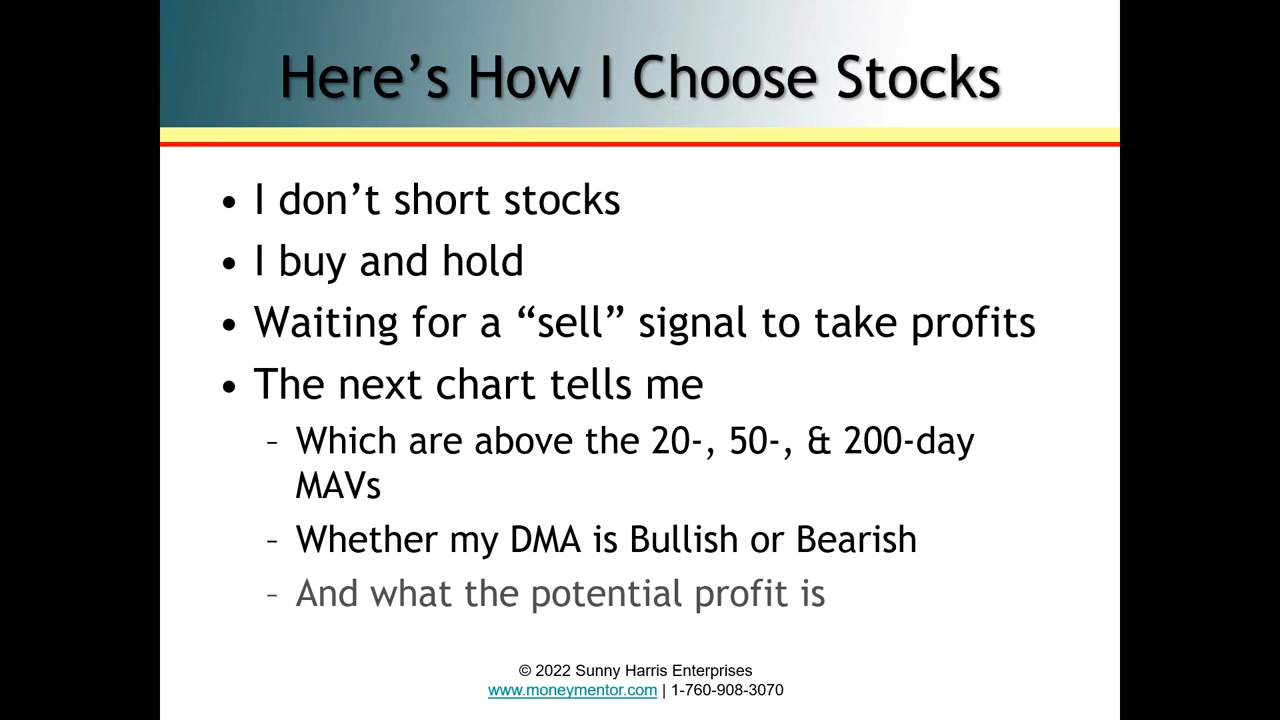 Here’s How I Choose Stocks
• I don’t short stocks
• I buy and hold
• Waiting for a “sell” signal to take profits
• The next chart tells me
– Which are above the 20-, 50-, & 200-day
MAVs
– Whether my DMA is Bullish or Bearish
– And what the potential profit is
© 2022 Sunny Harris Enterprises
www.moneymentor.com | 1-760-908-3070